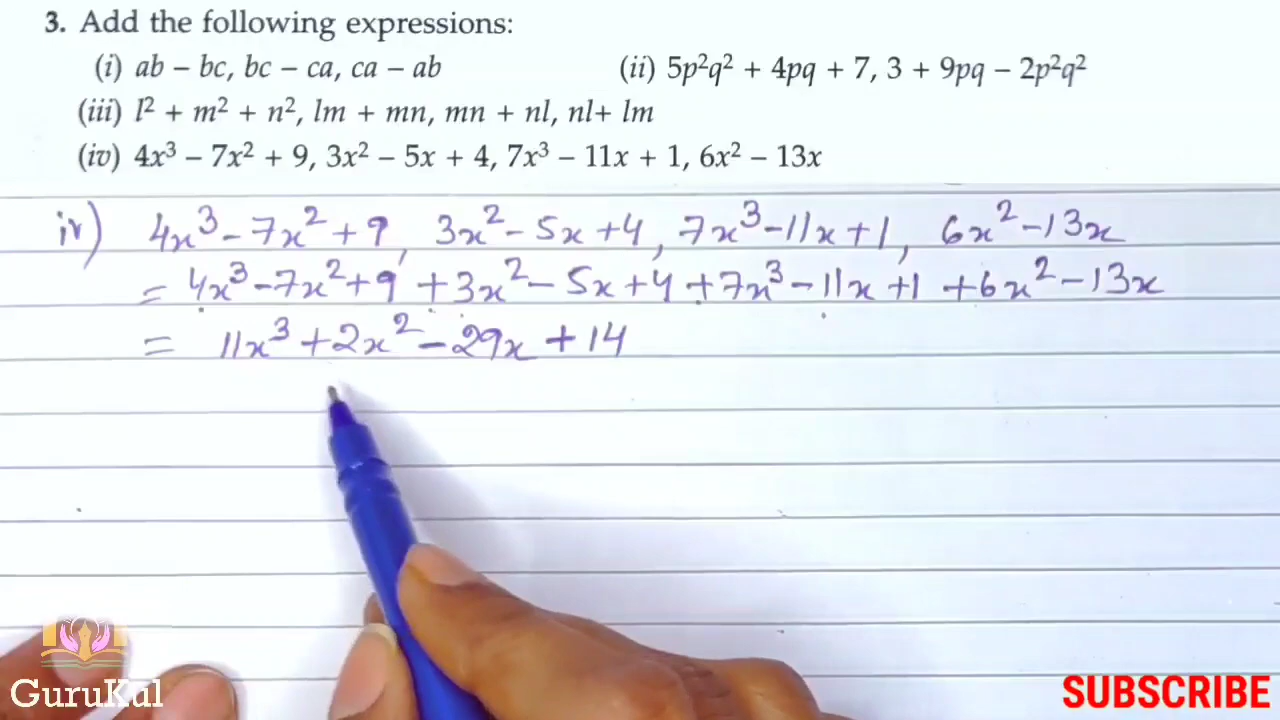 3. Add the following expressions:
(i) ab – bc, bc – ca, ca – ab (ii) 5p²q² + 4pq + 7, 3 + 9pq – 2p²q²
(iii) l² + m² + n², lm + mn, mn + nl, nl+ lm
(iv) 4x³ – 7x² + 9, 3x² – 5x + 4, 7x³ – 11x + 1, 6x² – 13x
iv) 4x³ - 7x² + 9, 3x² - 5x + 4, 7x³ - 11x + 1, 6x² - 13x
= 4x³ - 7x² + 9 + 3x² - 5x + 4 + 7x³ - 11x + 1 + 6x² - 13x
= 11x³ + 2x² - 29x + 14
GuruKul
SUBSCRIBE